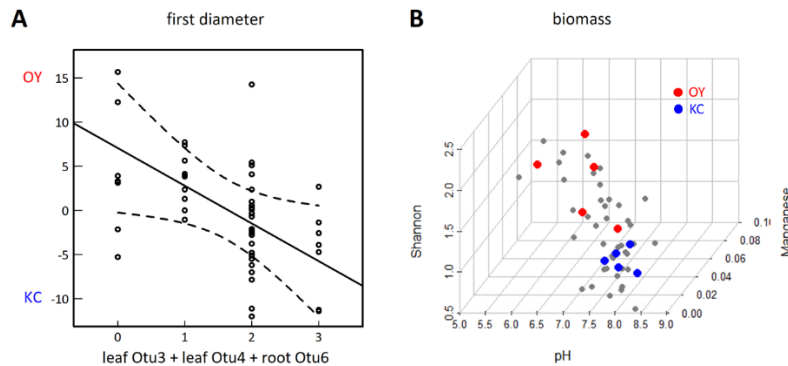 A
first diameter
OY
KC
15
10
5
0
-5
-10
0 1 2 3
leaf Otu3 + leaf Otu4 + root Otu6
B
biomass
OY
KC
Shannon
2.5
2.0
1.5
1.0
0.5
5.0 5.5 6.0 6.5 7.0 7.5 8.0 8.5 9.0
pH
0.00
0.02
0.04
0.06
0.08
Manganese